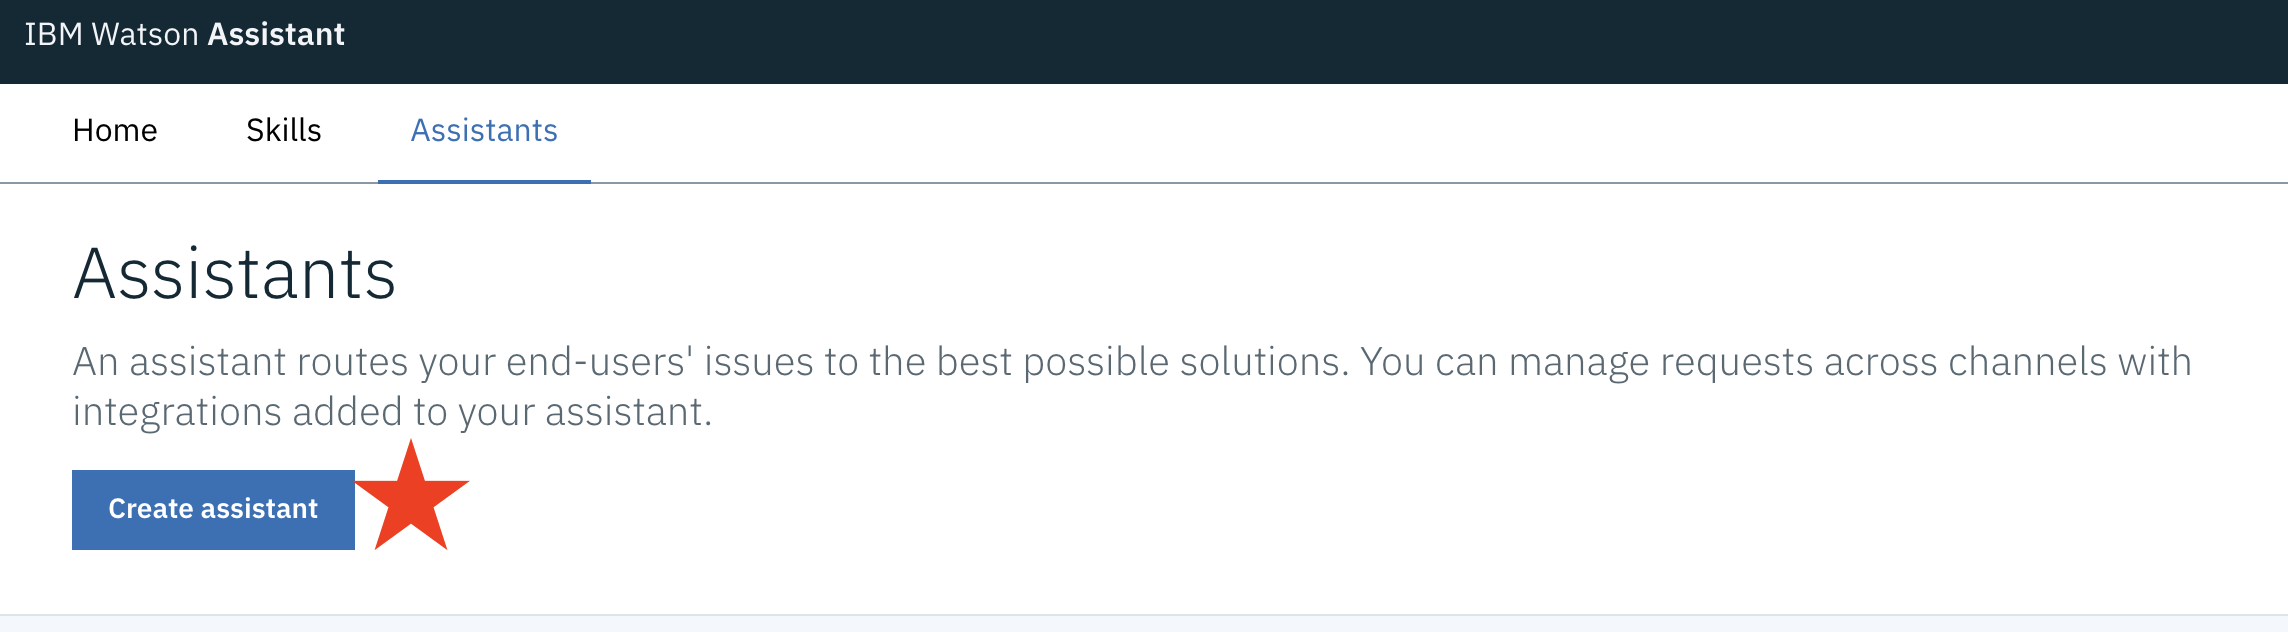 IBM Watson Assistant
Home Skills Assistants
Assistants
An assistant routes your end-users' issues to the best possible solutions. You can manage requests across channels with
integrations added to your assistant.
Create assistant